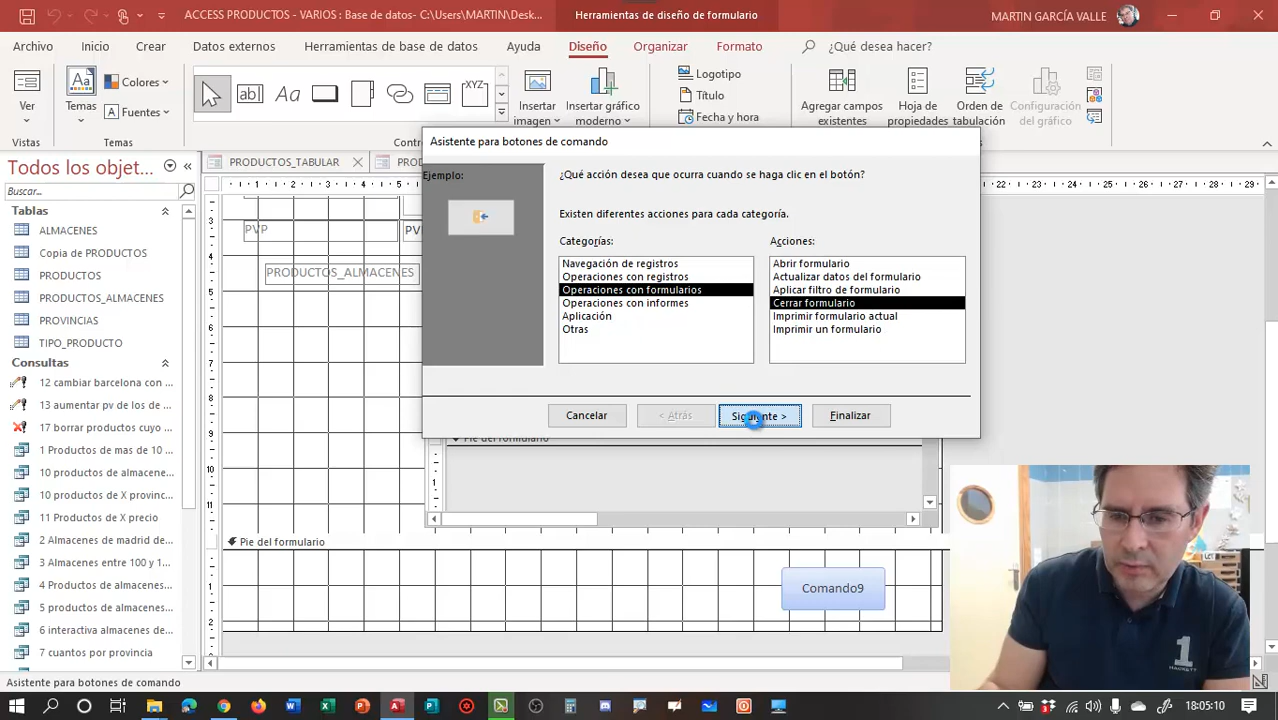 ACCESS PRODUCTOS - VARIOS : Base de datos- C:\Users\MARTIN\Desk...
Herramientas de diseño de formulario
MARTIN GARCÍA VALLE
Archivo Inicio Crear Datos externos Herramientas de base de datos Ayuda Diseño Organizar Formato ¿Qué desea hacer?
Ver
Temas
Colores
Fuentes
ab|
Aa
XYZ
Insertar imagen
Insertar gráfico moderno
Logotipo
Título
Fecha y hora
Agregar campos existentes
Hoja de propiedades
Orden de tabulación
Configuración del gráfico
Vistas
Temas
Asistente para botones de comando
Todos los objet...
Buscar...
PRODUCTOS_TABULAR
Tablas
ALMACENES
Copia de PRODUCTOS
PRODUCTOS
PRODUCTOS_ALMACENES
PROVINCIAS
TIPO_PRODUCTO
Consultas
12 cambiar barcelona con ...
13 aumentar pv de los de ...
17 borrar productos cuyo ...
1 Productos de mas de 10 ...
10 productos de almacene...
10 productos de X provinc...
11 Productos de X precio
2 Almacenes de madrid de...
3 Almacenes entre 100 y 1...
4 Productos de almacenes...
5 productos de almacenes...
6 interactiva almacenes de...
7 cuantos por provincia
PVP
PRODUCTOS_ALMACENES
Ejemplo:
¿Qué acción desea que ocurra cuando se haga clic en el botón?
Existen diferentes acciones para cada categoría.
Categorías:
Navegación de registros
Operaciones con registros
Operaciones con formularios
Operaciones con informes
Aplicación
Otras
Acciones:
Abrir formulario
Actualizar datos del formulario
Aplicar filtro de formulario
Cerrar formulario
Imprimir formulario actual
Imprimir un formulario
Cancelar
< Atrás
Siguiente >
Finalizar
Pie del formulario
Pie del formulario
Comando9
Asistente para botones de comando
18:05:10